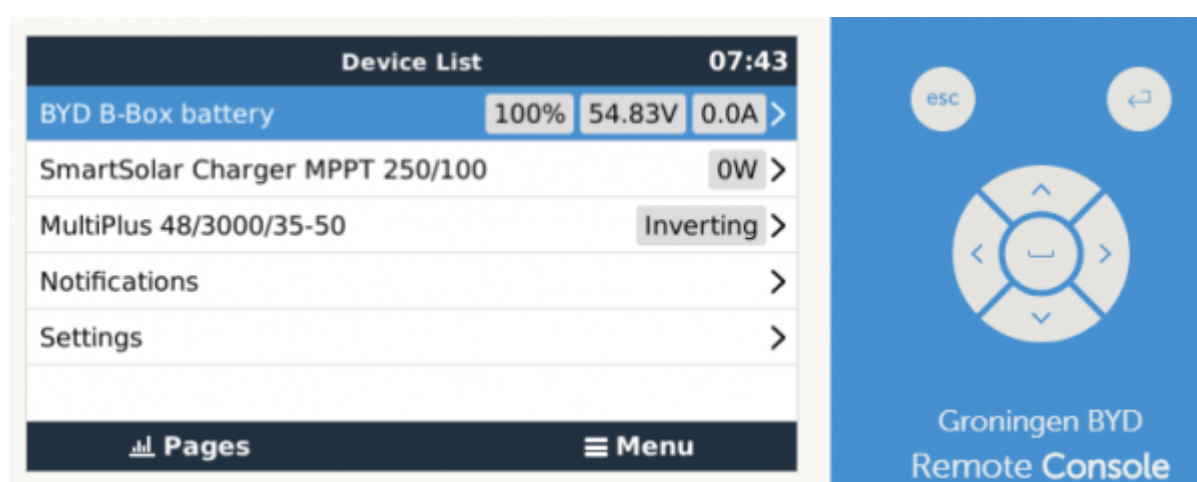 Device List 07:43
BYD B-Box battery 100% 54.83V 0.0A
SmartSolar Charger MPPT 250/100 0W
MultiPlus 48/3000/35-50 Inverting
Notifications
Settings
Pages Menu
esc
Groningen BYD
Remote Console